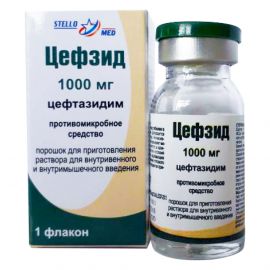 STELLO
MED
Цефзид
1000 мг
цефтазидим
противомикробное
средство
порошок для приготовления
раствора для внутривенного
и внутримышечного введения
1 флакон
Цефзид
1000 мг
цефтазидим
противомикробное
средство
порошок для приготовления
раствора для внутривенного
и внутримышечного введения